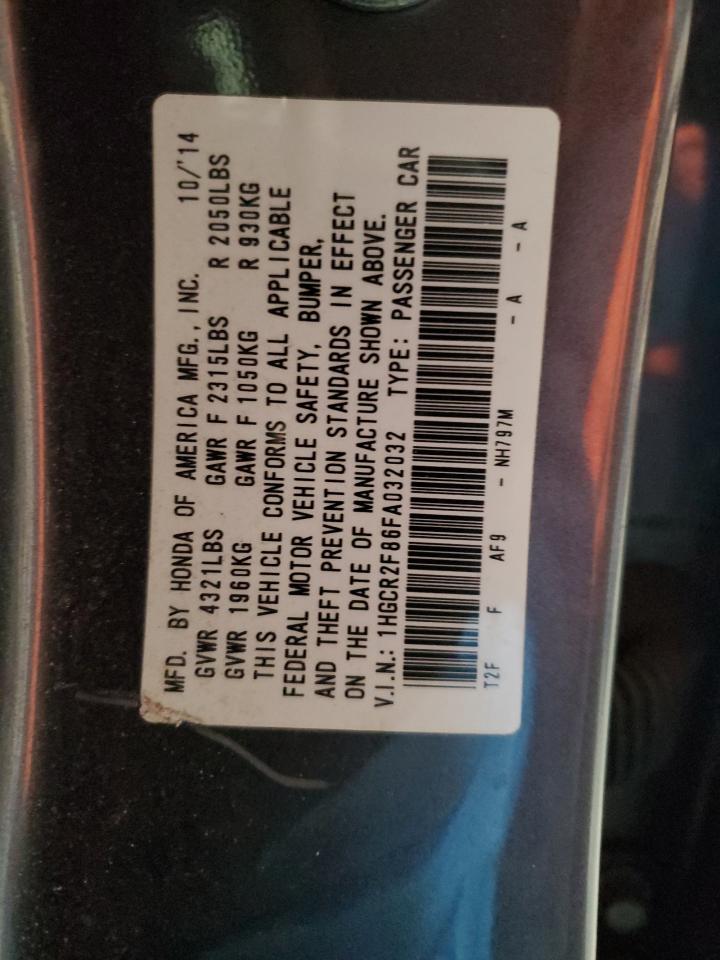 MFD. BY HONDA OF AMERICA MFG., INC. 10/'14
GVWR 4321LBS GAWR F 2315LBS R 2050LBS
GVWR 1960KG GAWR F 1050KG R 930KG
THIS VEHICLE CONFORMS TO ALL APPLICABLE
FEDERAL MOTOR VEHICLE SAFETY, BUMPER,
AND THEFT PREVENTION STANDARDS IN EFFECT
ON THE DATE OF MANUFACTURE SHOWN ABOVE.
V.I.N.: 1HGCR2F86FA032032 TYPE: PASSENGER CAR
T2F F AF9 - NH797M - A - A